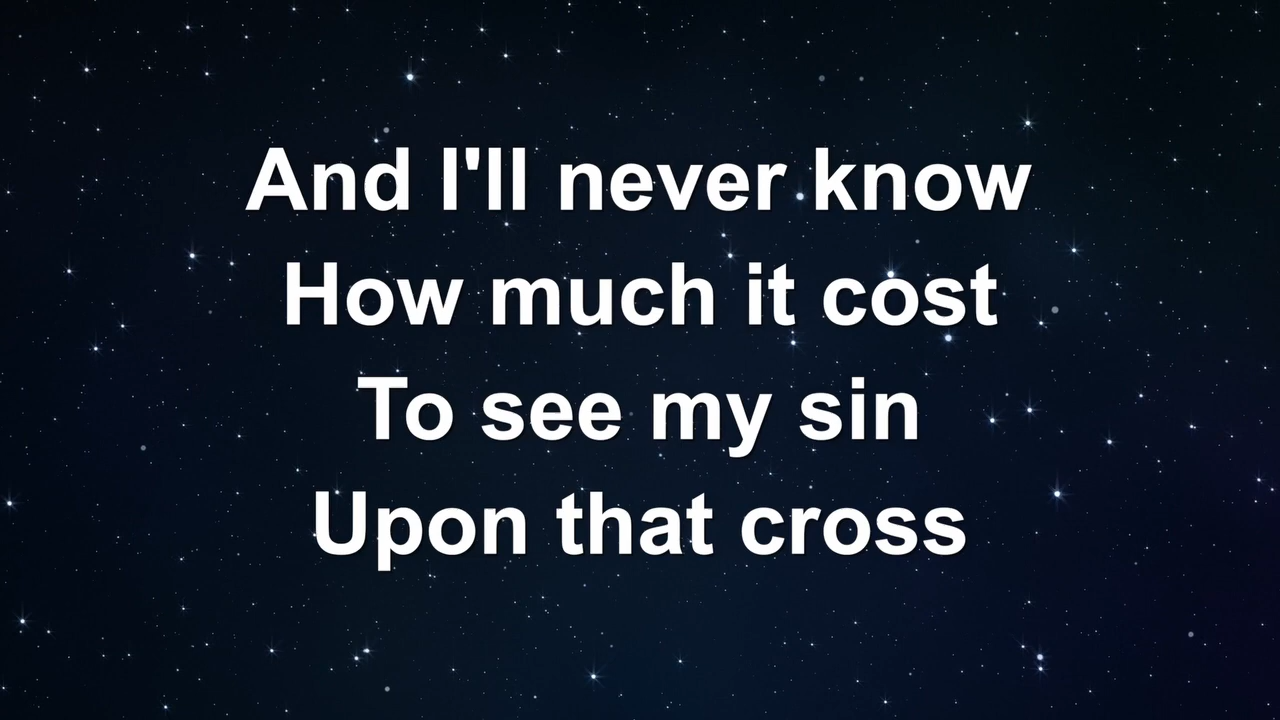 And I'll never know
How much it cost
To see my sin
Upon that cross